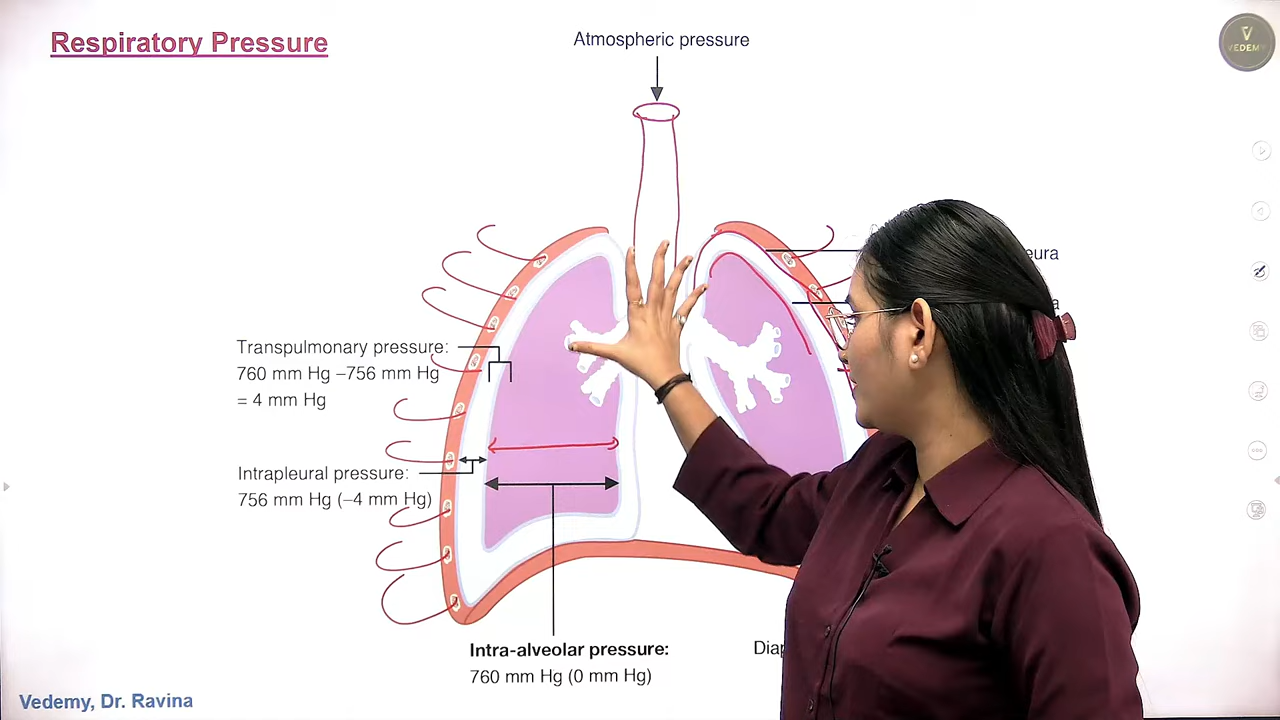 Respiratory Pressure
Atmospheric pressure
VEDEMY
Transpulmonary pressure:
760 mm Hg –756 mm Hg
= 4 mm Hg
Intrapleural pressure:
756 mm Hg (–4 mm Hg)
Intra-alveolar pressure:
760 mm Hg (0 mm Hg)
Vedemy, Dr. Ravina